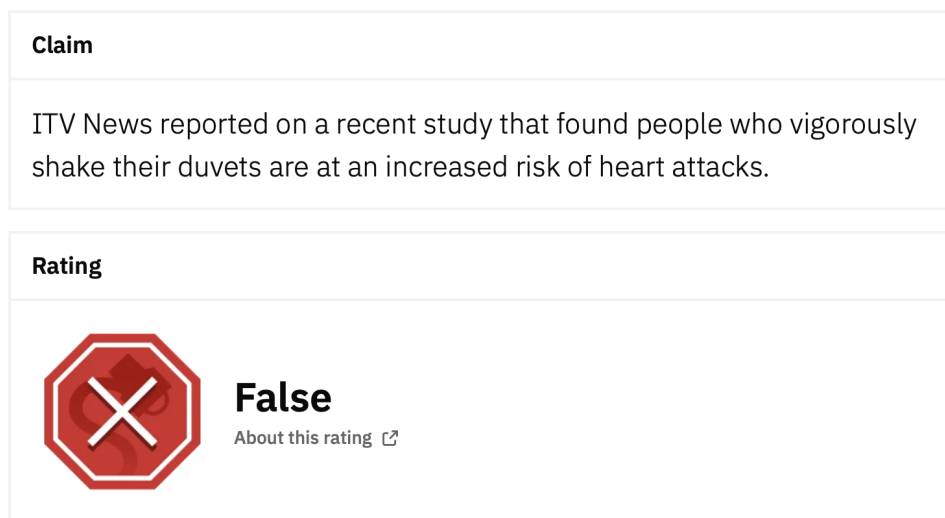 Claim
ITV News reported on a recent study that found people who vigorously
shake their duvets are at an increased risk of heart attacks.
Rating
False
About this rating